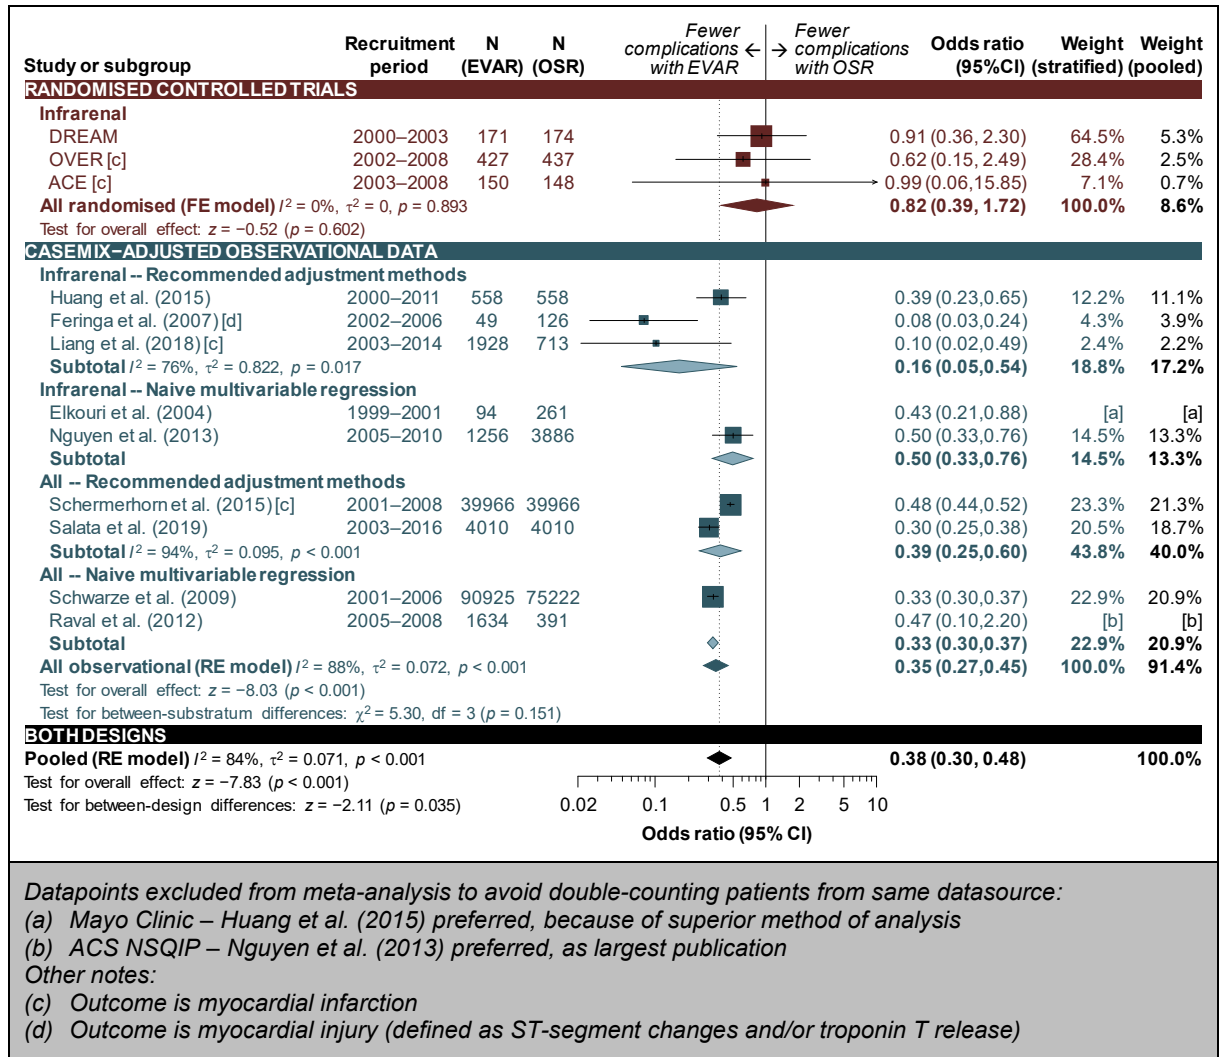 Fewer complications with EVAR ← → Fewer complications with OSR
Study or subgroup Recruitment period N (EVAR) N (OSR) Odds ratio (95%CI) Weight (stratified) Weight (pooled)
RANDOMISED CONTROLLED TRIALS
Infrarenal
DREAM 2000–2003 171 174 0.91 (0.36, 2.30) 64.5% 5.3%
OVER [c] 2002–2008 427 437 0.62 (0.15, 2.49) 28.4% 2.5%
ACE [c] 2003–2008 150 148 0.99 (0.06,15.85) 7.1% 0.7%
All randomised (FE model) I² = 0%, τ² = 0, p = 0.893 0.82 (0.39, 1.72) 100.0% 8.6%
Test for overall effect: z = −0.52 (p = 0.602)
CASEMIX−ADJUSTED OBSERVATIONAL DATA
Infrarenal -- Recommended adjustment methods
Huang et al. (2015) 2000–2011 558 558 0.39 (0.23,0.65) 12.2% 11.1%
Feringa et al. (2007) [d] 2002–2006 49 126 0.08 (0.03,0.24) 4.3% 3.9%
Liang et al. (2018) [c] 2003–2014 1928 713 0.10 (0.02,0.49) 2.4% 2.2%
Subtotal I² = 76%, τ² = 0.822, p = 0.017 0.16 (0.05,0.54) 18.8% 17.2%
Infrarenal -- Naive multivariable regression
Elkouri et al. (2004) 1999–2001 94 261 0.43 (0.21,0.88) [a] [a]
Nguyen et al. (2013) 2005–2010 1256 3886 0.50 (0.33,0.76) 14.5% 13.3%
Subtotal 0.50 (0.33,0.76) 14.5% 13.3%
All -- Recommended adjustment methods
Schermerhorn et al. (2015) [c] 2001–2008 39966 39966 0.48 (0.44,0.52) 23.3% 21.3%
Salata et al. (2019) 2003–2016 4010 4010 0.30 (0.25,0.38) 20.5% 18.7%
Subtotal I² = 94%, τ² = 0.095, p < 0.001 0.39 (0.25,0.60) 43.8% 40.0%
All -- Naive multivariable regression
Schwarze et al. (2009) 2001–2006 90925 75222 0.33 (0.30,0.37) 22.9% 20.9%
Raval et al. (2012) 2005–2008 1634 391 0.47 (0.10,2.20) [b] [b]
Subtotal 0.33 (0.30,0.37) 22.9% 20.9%
All observational (RE model) I² = 88%, τ² = 0.072, p < 0.001 0.35 (0.27,0.45) 100.0% 91.4%
Test for overall effect: z = −8.03 (p < 0.001)
Test for between-substratum differences: χ² = 5.30, df = 3 (p = 0.151)
BOTH DESIGNS
Pooled (RE model) I² = 84%, τ² = 0.071, p < 0.001 0.38 (0.30, 0.48) 100.0%
Test for overall effect: z = −7.83 (p < 0.001)
Test for between-design differences: z = −2.11 (p = 0.035)
0.02 0.1 0.5 1 2 5 10
Odds ratio (95% CI)
Datapoints excluded from meta-analysis to avoid double-counting patients from same datasource:
(a) Mayo Clinic – Huang et al. (2015) preferred, because of superior method of analysis
(b) ACS NSQIP – Nguyen et al. (2013) preferred, as largest publication
Other notes:
(c) Outcome is myocardial infarction
(d) Outcome is myocardial injury (defined as ST-segment changes and/or troponin T release)